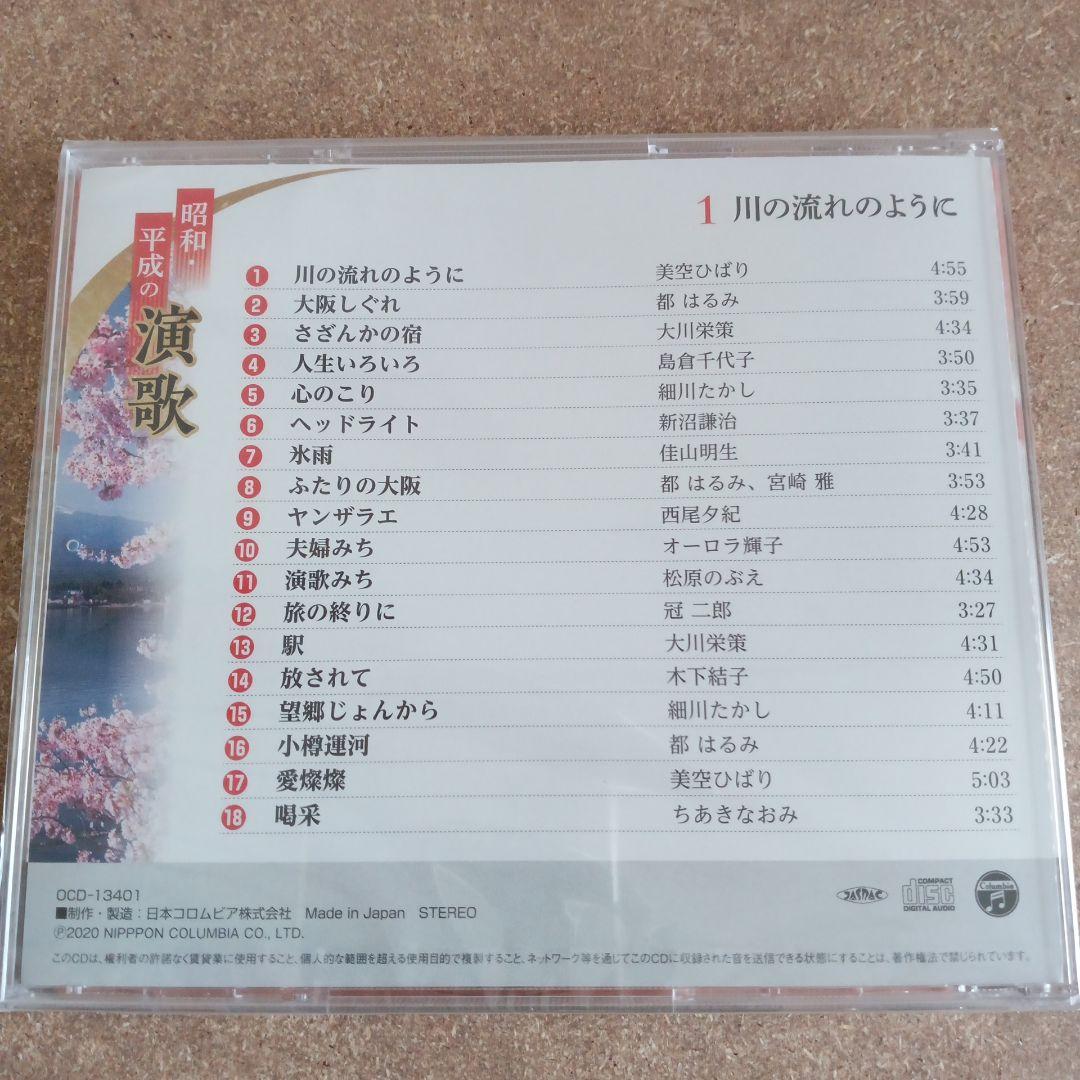 昭和・
平成の
演歌
1 川の流れのように
1 川の流れのように 美空ひばり 4:55
2 大阪しぐれ 都 はるみ 3:59
3 さざんかの宿 大川栄策 4:34
4 人生いろいろ 島倉千代子 3:50
5 心のこり 細川たかし 3:35
6 ヘッドライト 新沼謙治 3:37
7 氷雨 佳山明生 3:41
8 ふたりの大阪 都 はるみ、宮崎 雅 3:53
9 ヤンザラエ 西尾夕紀 4:28
10 夫婦みち オーロラ輝子 4:53
11 演歌みち 松原のぶえ 4:34
12 旅の終りに 冠 二郎 3:27
13 駅 大川栄策 4:31
14 放されて 木下結子 4:50
15 望郷じょんから 細川たかし 4:11
16 小樽運河 都 はるみ 4:22
17 愛燦燦 美空ひばり 5:03
18 喝采 ちあきなおみ 3:33
OCD-13401
■制作・製造：日本コロムビア株式会社 Made in Japan STEREO
Ⓟ2020 NIPPPON COLUMBIA CO., LTD.
JASRAC
COMPACT
disc
DIGITAL AUDIO
Columbia
このCDは、権利者の許諾なく賃貸業に使用すること、個人的な範囲を超える使用目的で複製すること、ネットワーク等を通じてこのCDに収録された音を送信できる状態にすることは、著作権法で禁じられています。